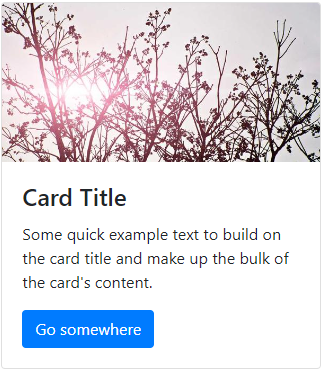 Card Title
Some quick example text to build on
the card title and make up the bulk of
the card's content.
Go somewhere